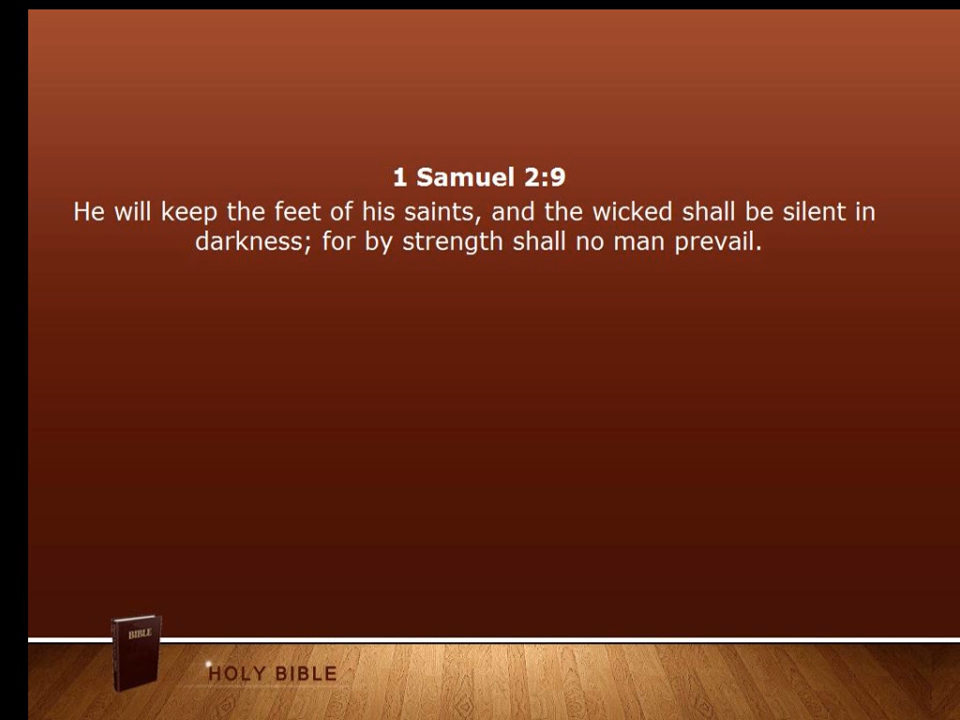 1 Samuel 2:9
He will keep the feet of his saints, and the wicked shall be silent in
darkness; for by strength shall no man prevail.
BIBLE
HOLY BIBLE